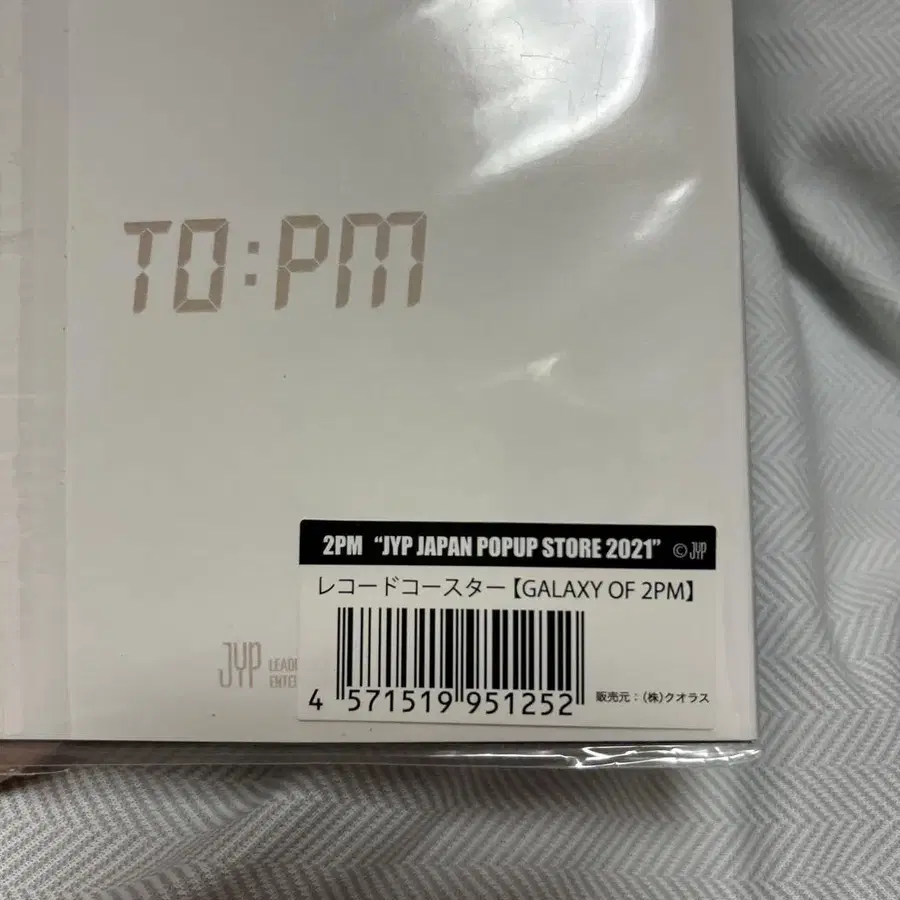 TO:PM
2PM "JYP JAPAN POPUP STORE 2021" ©JYP
レコードコースター【GALAXY OF 2PM】
JYP
4 571519 951252
販売元：(株)クオラス